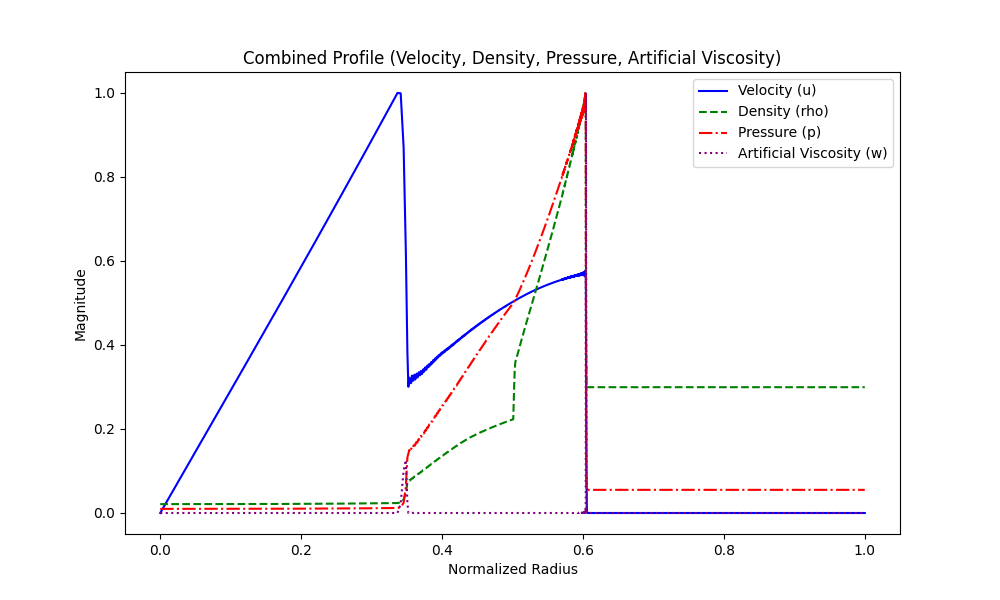 Combined Profile (Velocity, Density, Pressure, Artificial Viscosity)
Velocity (u)
Density (rho)
Pressure (p)
Artificial Viscosity (w)
Magnitude
1.0
0.8
0.6
0.4
0.2
0.0
0.0 0.2 0.4 0.6 0.8 1.0
Normalized Radius